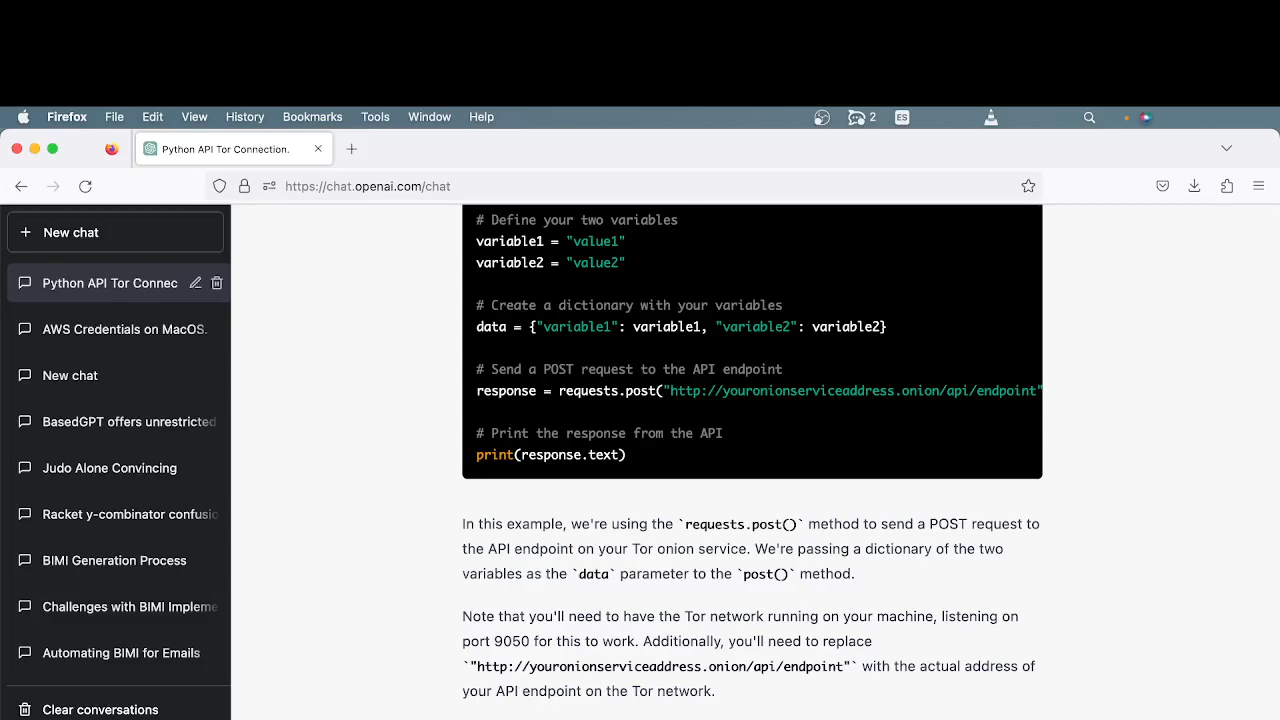 Firefox File Edit View History Bookmarks Tools Window Help 2 ES
Python API Tor Connection.
https://chat.openai.com/chat
New chat
Python API Tor Connec
AWS Credentials on MacOS.
New chat
BasedGPT offers unrestricted
Judo Alone Convincing
Racket y-combinator confusio
BIMI Generation Process
Challenges with BIMI Impleme
Automating BIMI for Emails
Clear conversations
# Define your two variables
variable1 = "value1"
variable2 = "value2"
# Create a dictionary with your variables
data = {"variable1": variable1, "variable2": variable2}
# Send a POST request to the API endpoint
response = requests.post("http://youronionserviceaddress.onion/api/endpoint"
# Print the response from the API
print(response.text)
In this example, we're using the `requests.post()` method to send a POST request to
the API endpoint on your Tor onion service. We're passing a dictionary of the two
variables as the `data` parameter to the `post()` method.
Note that you'll need to have the Tor network running on your machine, listening on
port 9050 for this to work. Additionally, you'll need to replace
`"http://youronionserviceaddress.onion/api/endpoint"` with the actual address of
your API endpoint on the Tor network.